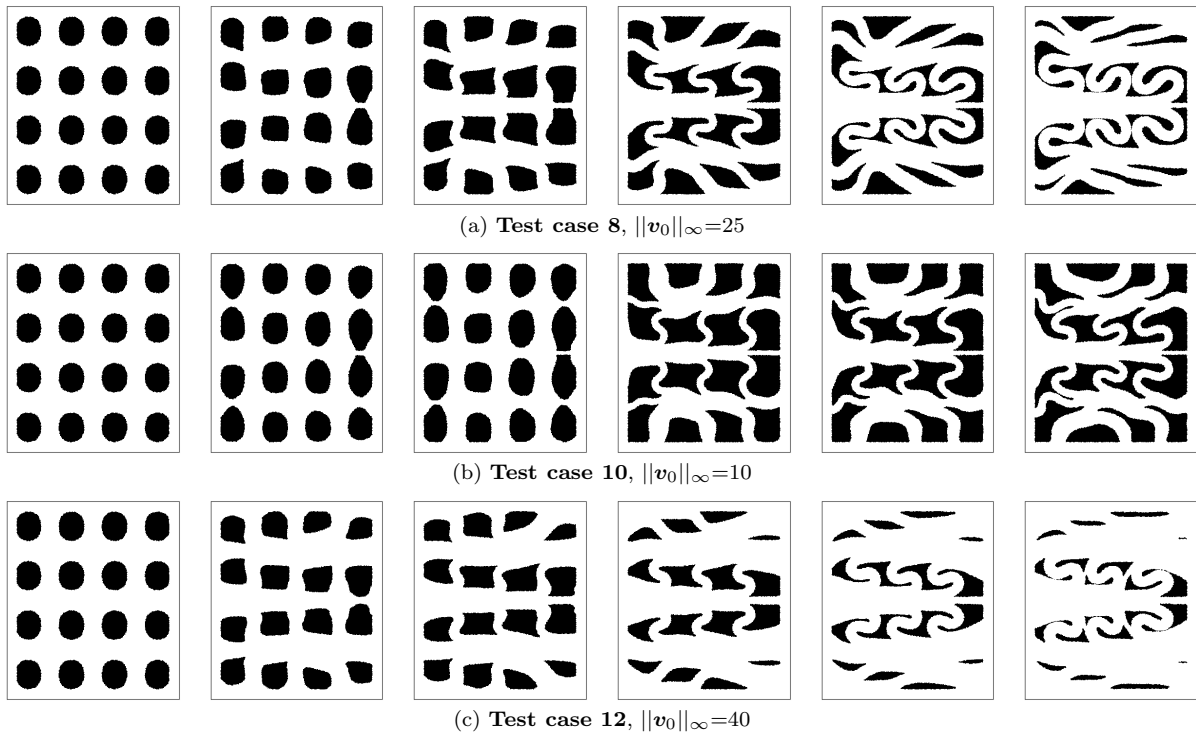 (a) Test case 8, ||v₀||∞=25
(b) Test case 10, ||v₀||∞=10
(c) Test case 12, ||v₀||∞=40